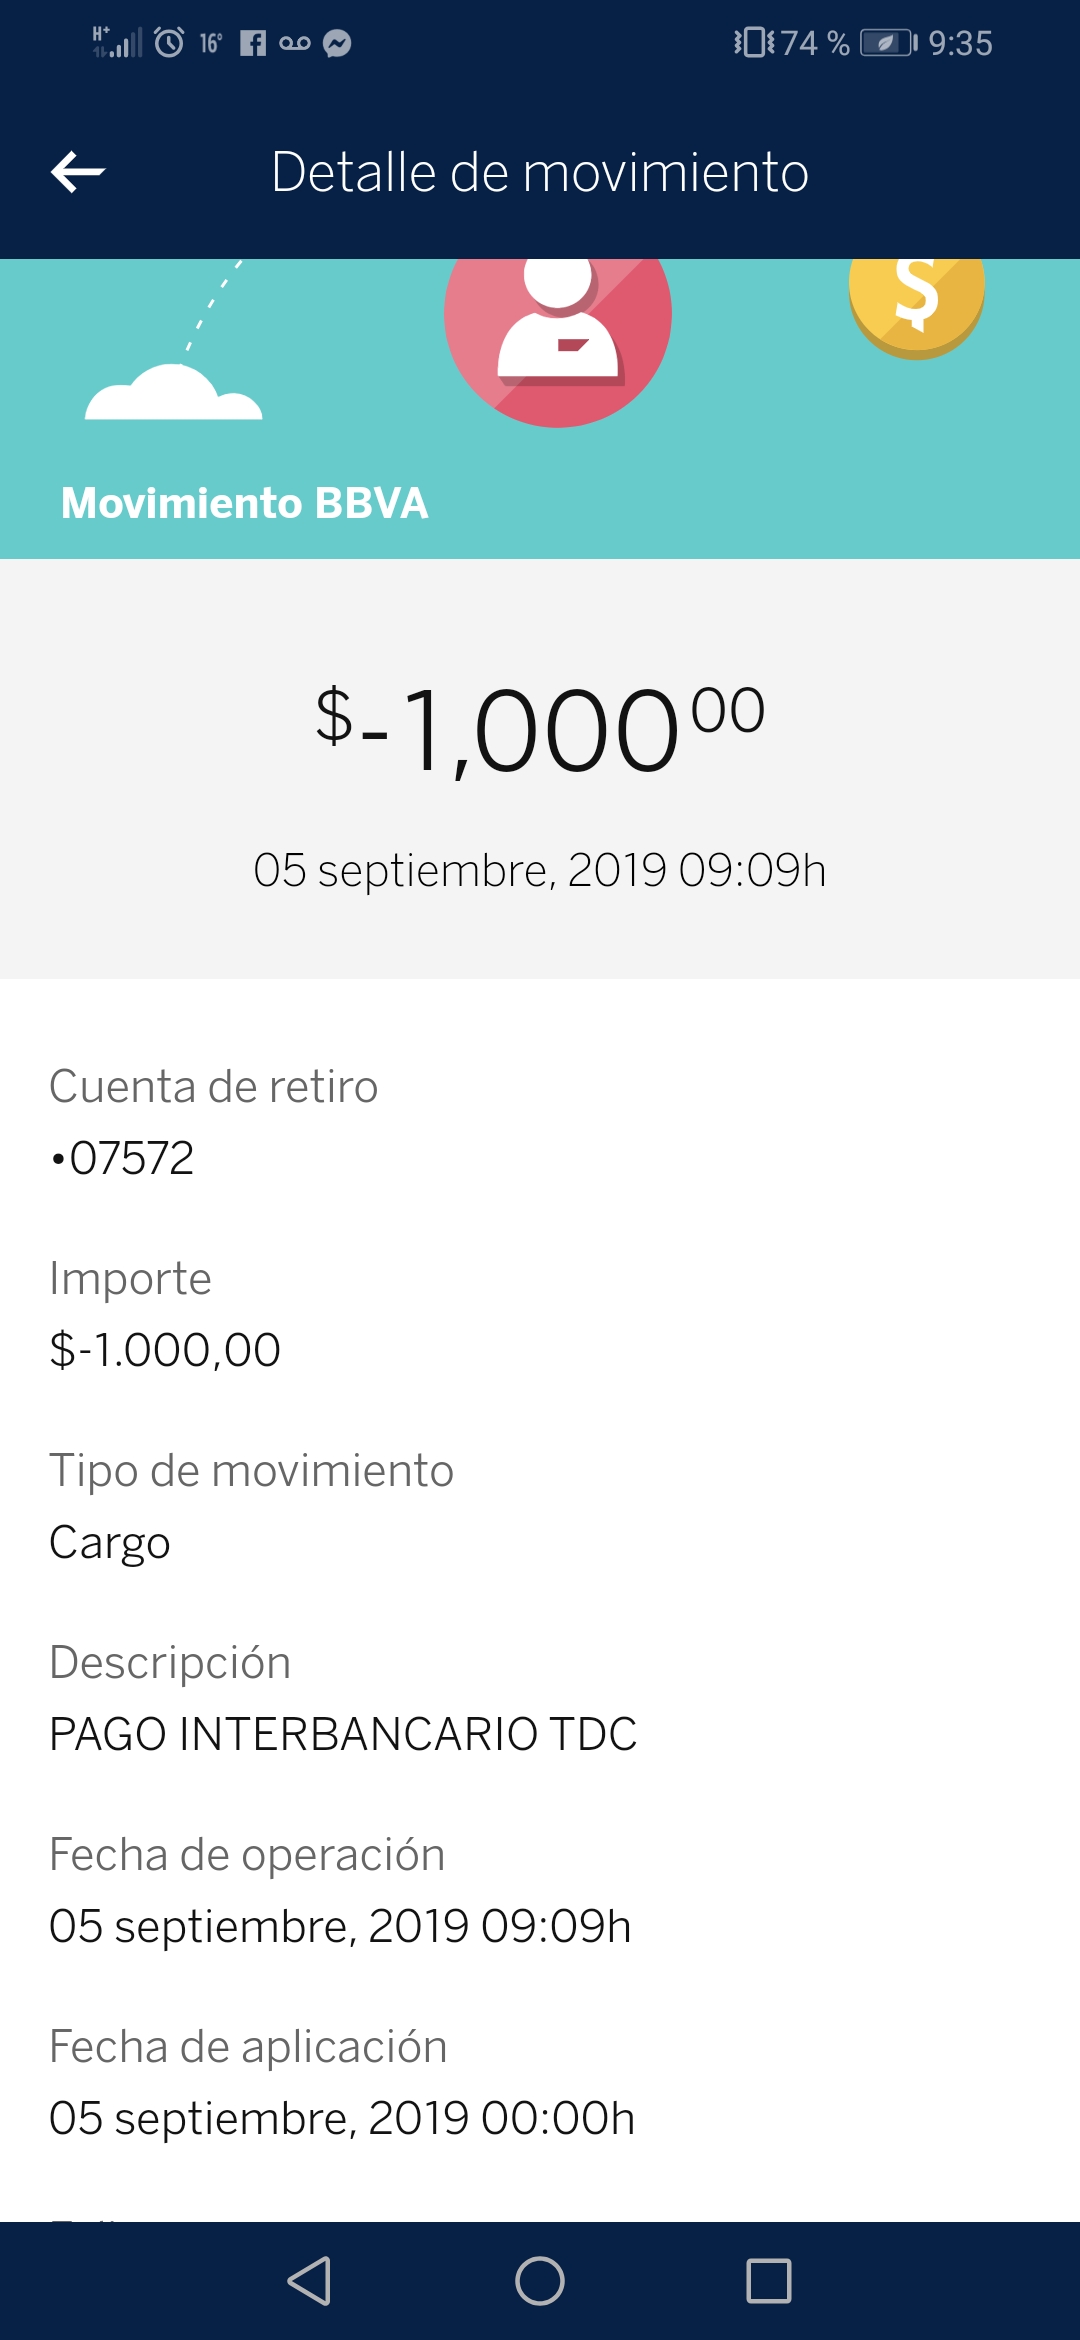 H+ 16° 74 % 9:35
Detalle de movimiento
$
Movimiento BBVA
$-1,000 00
05 septiembre, 2019 09:09h
Cuenta de retiro
•07572
Importe
$-1.000,00
Tipo de movimiento
Cargo
Descripción
PAGO INTERBANCARIO TDC
Fecha de operación
05 septiembre, 2019 09:09h
Fecha de aplicación
05 septiembre, 2019 00:00h